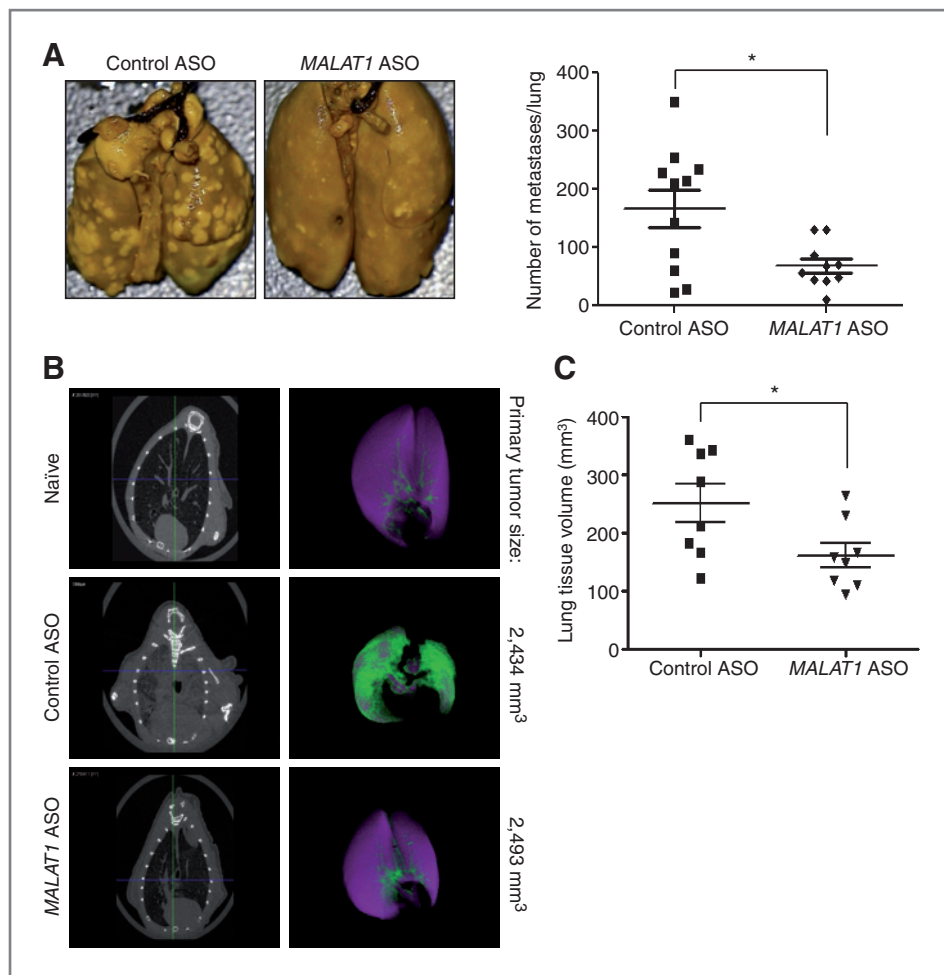 A
Control ASO
MALAT1 ASO
Number of metastases/lung
400
300
200
100
0
*
Control ASO
MALAT1 ASO
B
Naïve
Control ASO
MALAT1 ASO
Primary tumor size:
2,434 mm³
2,493 mm³
C
Lung tissue volume (mm³)
400
300
200
100
0
*
Control ASO
MALAT1 ASO